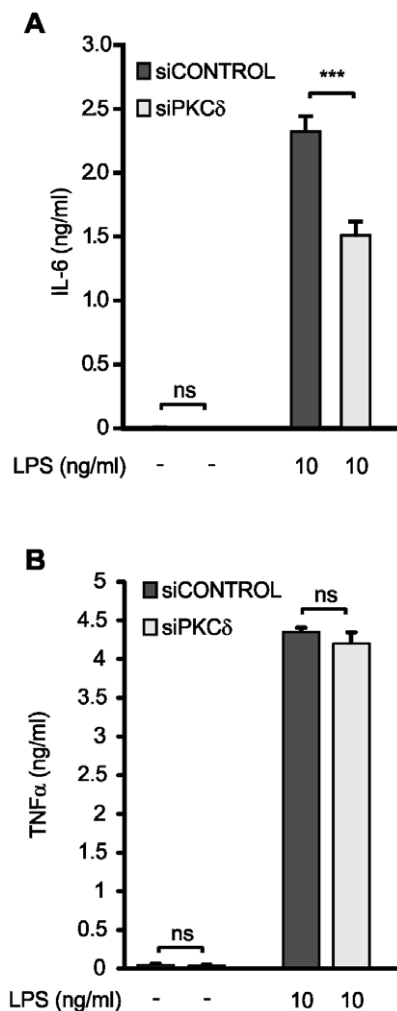 A
3.0
siCONTROL
***
2.5
siPKCδ
2.0
1.5
IL-6 (ng/ml)
1.5
0.5
ns
0
LPS (ng/ml) - - 10 10
B
5
siCONTROL
ns
4.5
siPKCδ
4
3.5
3
2.5
TNFα (ng/ml)
2
1.5
1
0.5
ns
0
LPS (ng/ml) - - 10 10